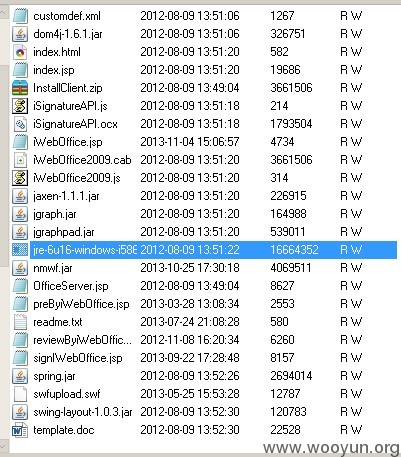 customdef.xml 2012-08-09 13:51:06 1267 R W
dom4j-1.6.1.jar 2012-08-09 13:51:06 326751 R W
index.html 2012-08-09 13:51:20 582 R W
index.jsp 2012-08-09 13:51:20 19686 R W
InstallClient.zip 2012-08-09 13:49:04 3661506 R W
iSignatureAPI.js 2012-08-09 13:51:18 214 R W
iSignatureAPI.ocx 2012-08-09 13:51:18 1793504 R W
iWebOffice.jsp 2013-11-04 15:06:57 4734 R W
iWebOffice2009.cab 2012-08-09 13:51:20 3661506 R W
iWebOffice2009.js 2012-08-09 13:51:20 314 R W
jaxen-1.1.1.jar 2012-08-09 13:51:20 226915 R W
jgraph.jar 2012-08-09 13:51:20 164988 R W
jgraphpad.jar 2012-08-09 13:51:20 539011 R W
jre-6u16-windows-i586 2012-08-09 13:51:22 16664352 R W
nmwf.jar 2013-10-25 17:30:18 4069511 R W
OfficeServer.jsp 2012-08-09 13:49:04 8627 R W
preByiWebOffice.jsp 2013-03-28 13:08:34 2553 R W
readme.txt 2013-07-24 21:08:28 580 R W
reviewByiWebOffic... 2012-11-08 16:20:34 6260 R W
signIWebOffice.jsp 2013-09-22 17:28:48 8157 R W
spring.jar 2012-08-09 13:52:26 2694014 R W
swfupload.swf 2013-05-25 15:53:28 12787 R W
swing-layout-1.0.3.jar 2012-08-09 13:52:30 120783 R W
template.doc 2012-08-09 13:52:30 22528 R W
www.wooyun.org